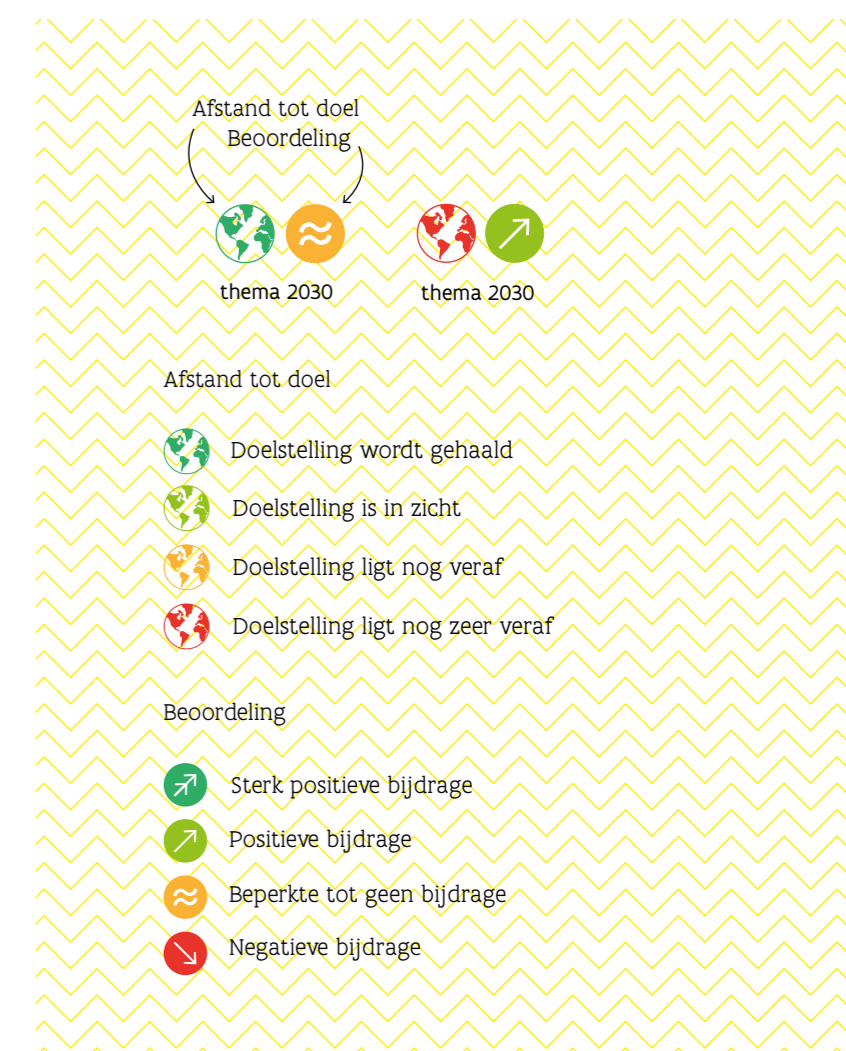 Afstand tot doel
Beoordeling
thema 2030
thema 2030
Afstand tot doel
Doelstelling wordt gehaald
Doelstelling is in zicht
Doelstelling ligt nog veraf
Doelstelling ligt nog zeer veraf
Beoordeling
Sterk positieve bijdrage
Positieve bijdrage
Beperkte tot geen bijdrage
Negatieve bijdrage